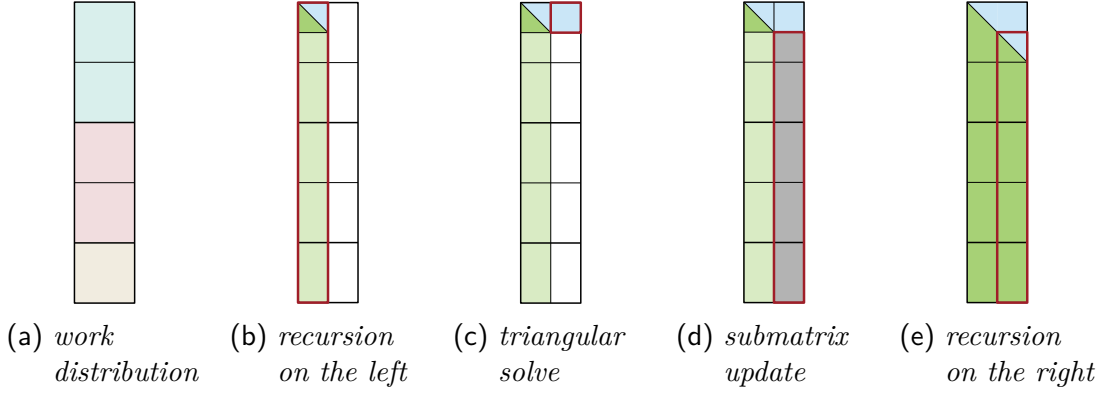 (a) work distribution
(b) recursion on the left
(c) triangular solve
(d) submatrix update
(e) recursion on the right